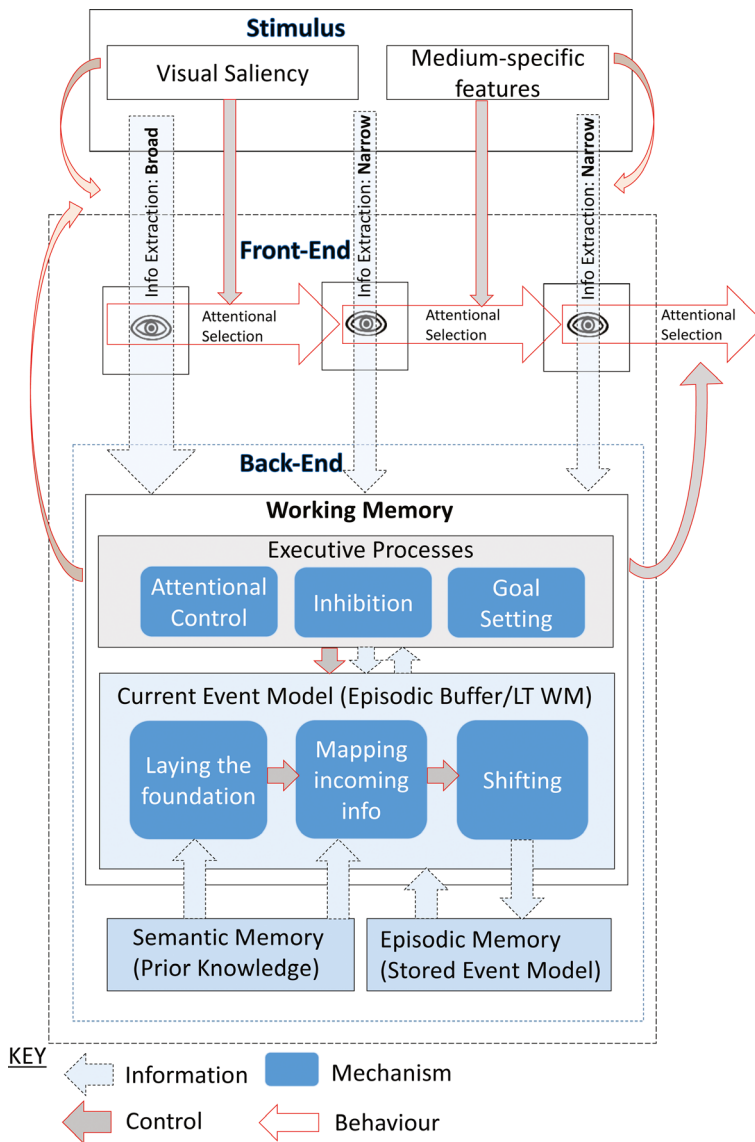 Stimulus
Visual Saliency
Medium-specific
features
Info Extraction: Broad
Info Extraction: Narrow
Info Extraction: Narrow
Front-End
Attentional
Selection
Attentional
Selection
Attentional
Selection
Back-End
Working Memory
Executive Processes
Attentional
Control
Inhibition
Goal
Setting
Current Event Model (Episodic Buffer/LT WM)
Laying the
foundation
Mapping
incoming
info
Shifting
Semantic Memory
(Prior Knowledge)
Episodic Memory
(Stored Event Model)
KEY
Information
Mechanism
Control
Behaviour